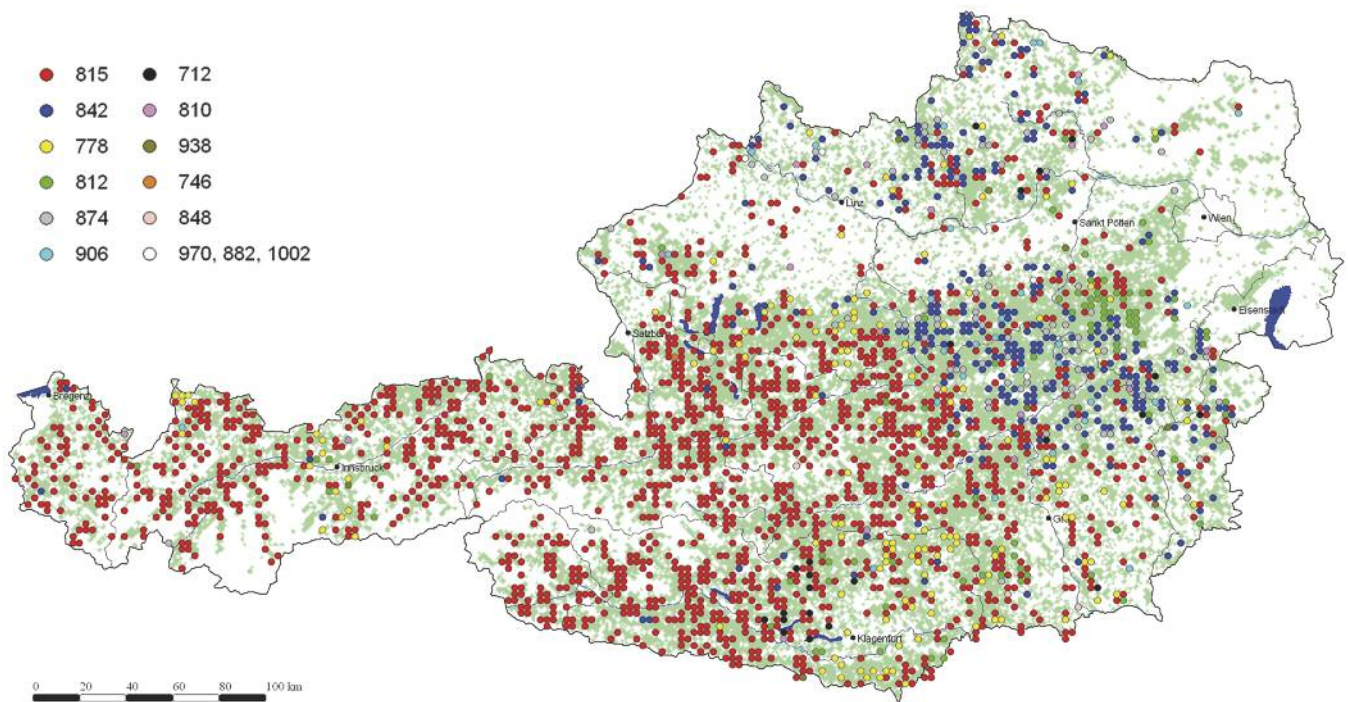 815 712
842 810
778 938
812 746
874 848
906 970, 882, 1002
Linz
Sankt Pölten
Wien
Eisenstadt
Salzburg
Bregenz
Innsbruck
Klagenfurt
0 20 40 60 80 100 km